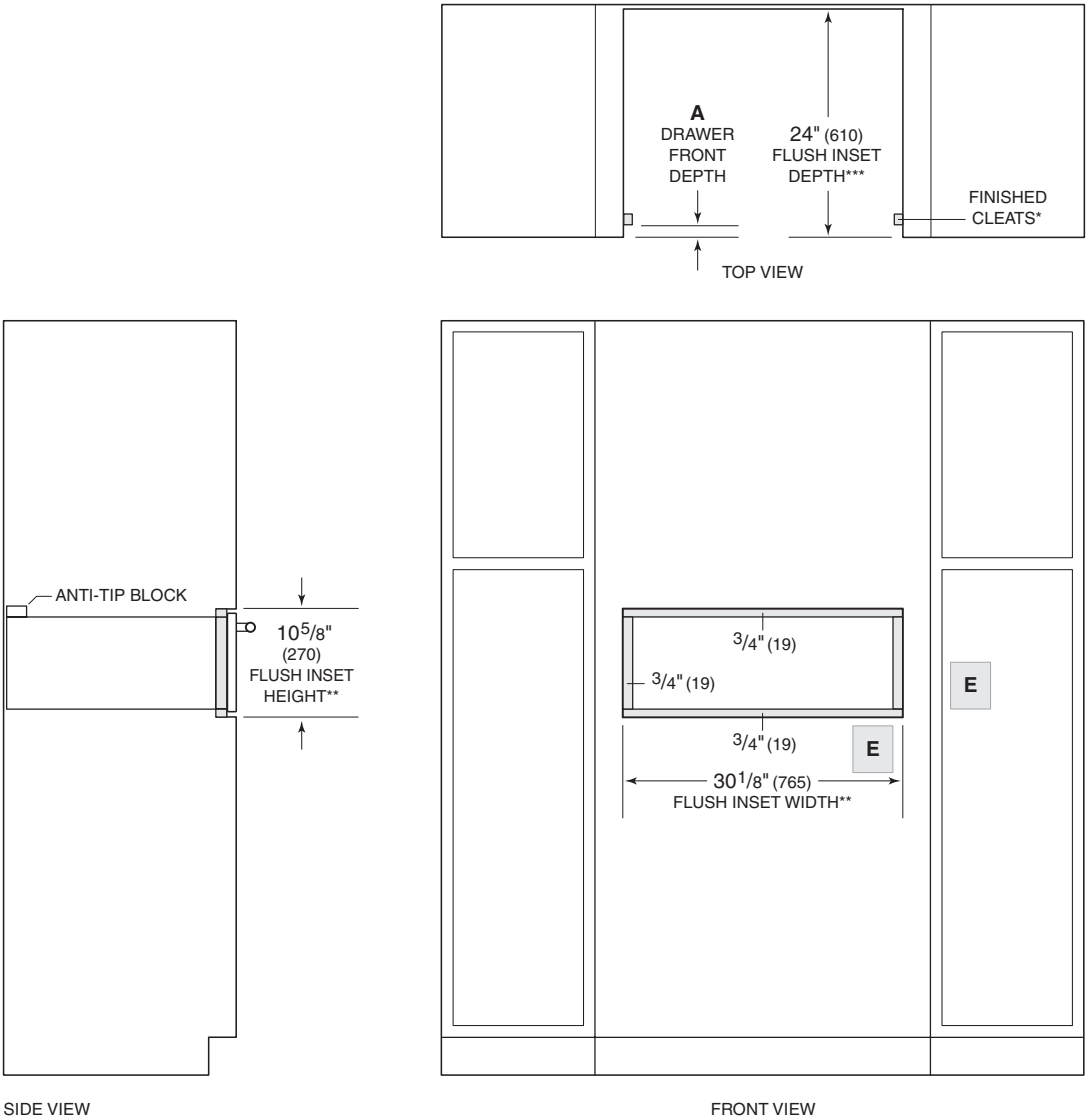 A
DRAWER
FRONT
DEPTH
24" (610)
FLUSH INSET
DEPTH***
FINISHED
CLEATS*
TOP VIEW
ANTI-TIP BLOCK
10 5/8"
(270)
FLUSH INSET
HEIGHT**
SIDE VIEW
3/4" (19)
3/4" (19)
3/4" (19)
E
E
30 1/8" (765)
FLUSH INSET WIDTH**
FRONT VIEW